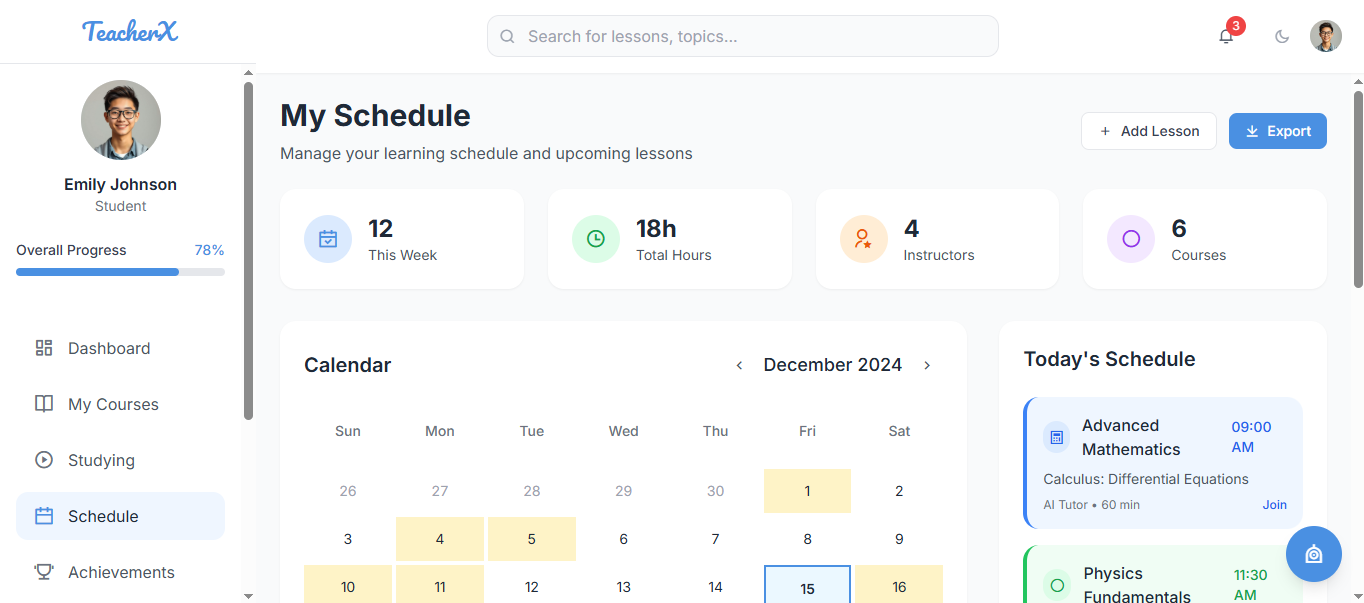 TeacherX
Search for lessons, topics...
3
Emily Johnson
Student
Overall Progress 78%
Dashboard
My Courses
Studying
Schedule
Achievements
My Schedule
Manage your learning schedule and upcoming lessons
+ Add Lesson
Export
12
This Week
18h
Total Hours
4
Instructors
6
Courses
Calendar
< December 2024 >
Sun Mon Tue Wed Thu Fri Sat
26 27 28 29 30 1 2
3 4 5 6 7 8 9
10 11 12 13 14 15 16
Today's Schedule
Advanced
Mathematics
09:00
AM
Calculus: Differential Equations
AI Tutor • 60 min Join
Physics
Fundamentals
11:30
AM